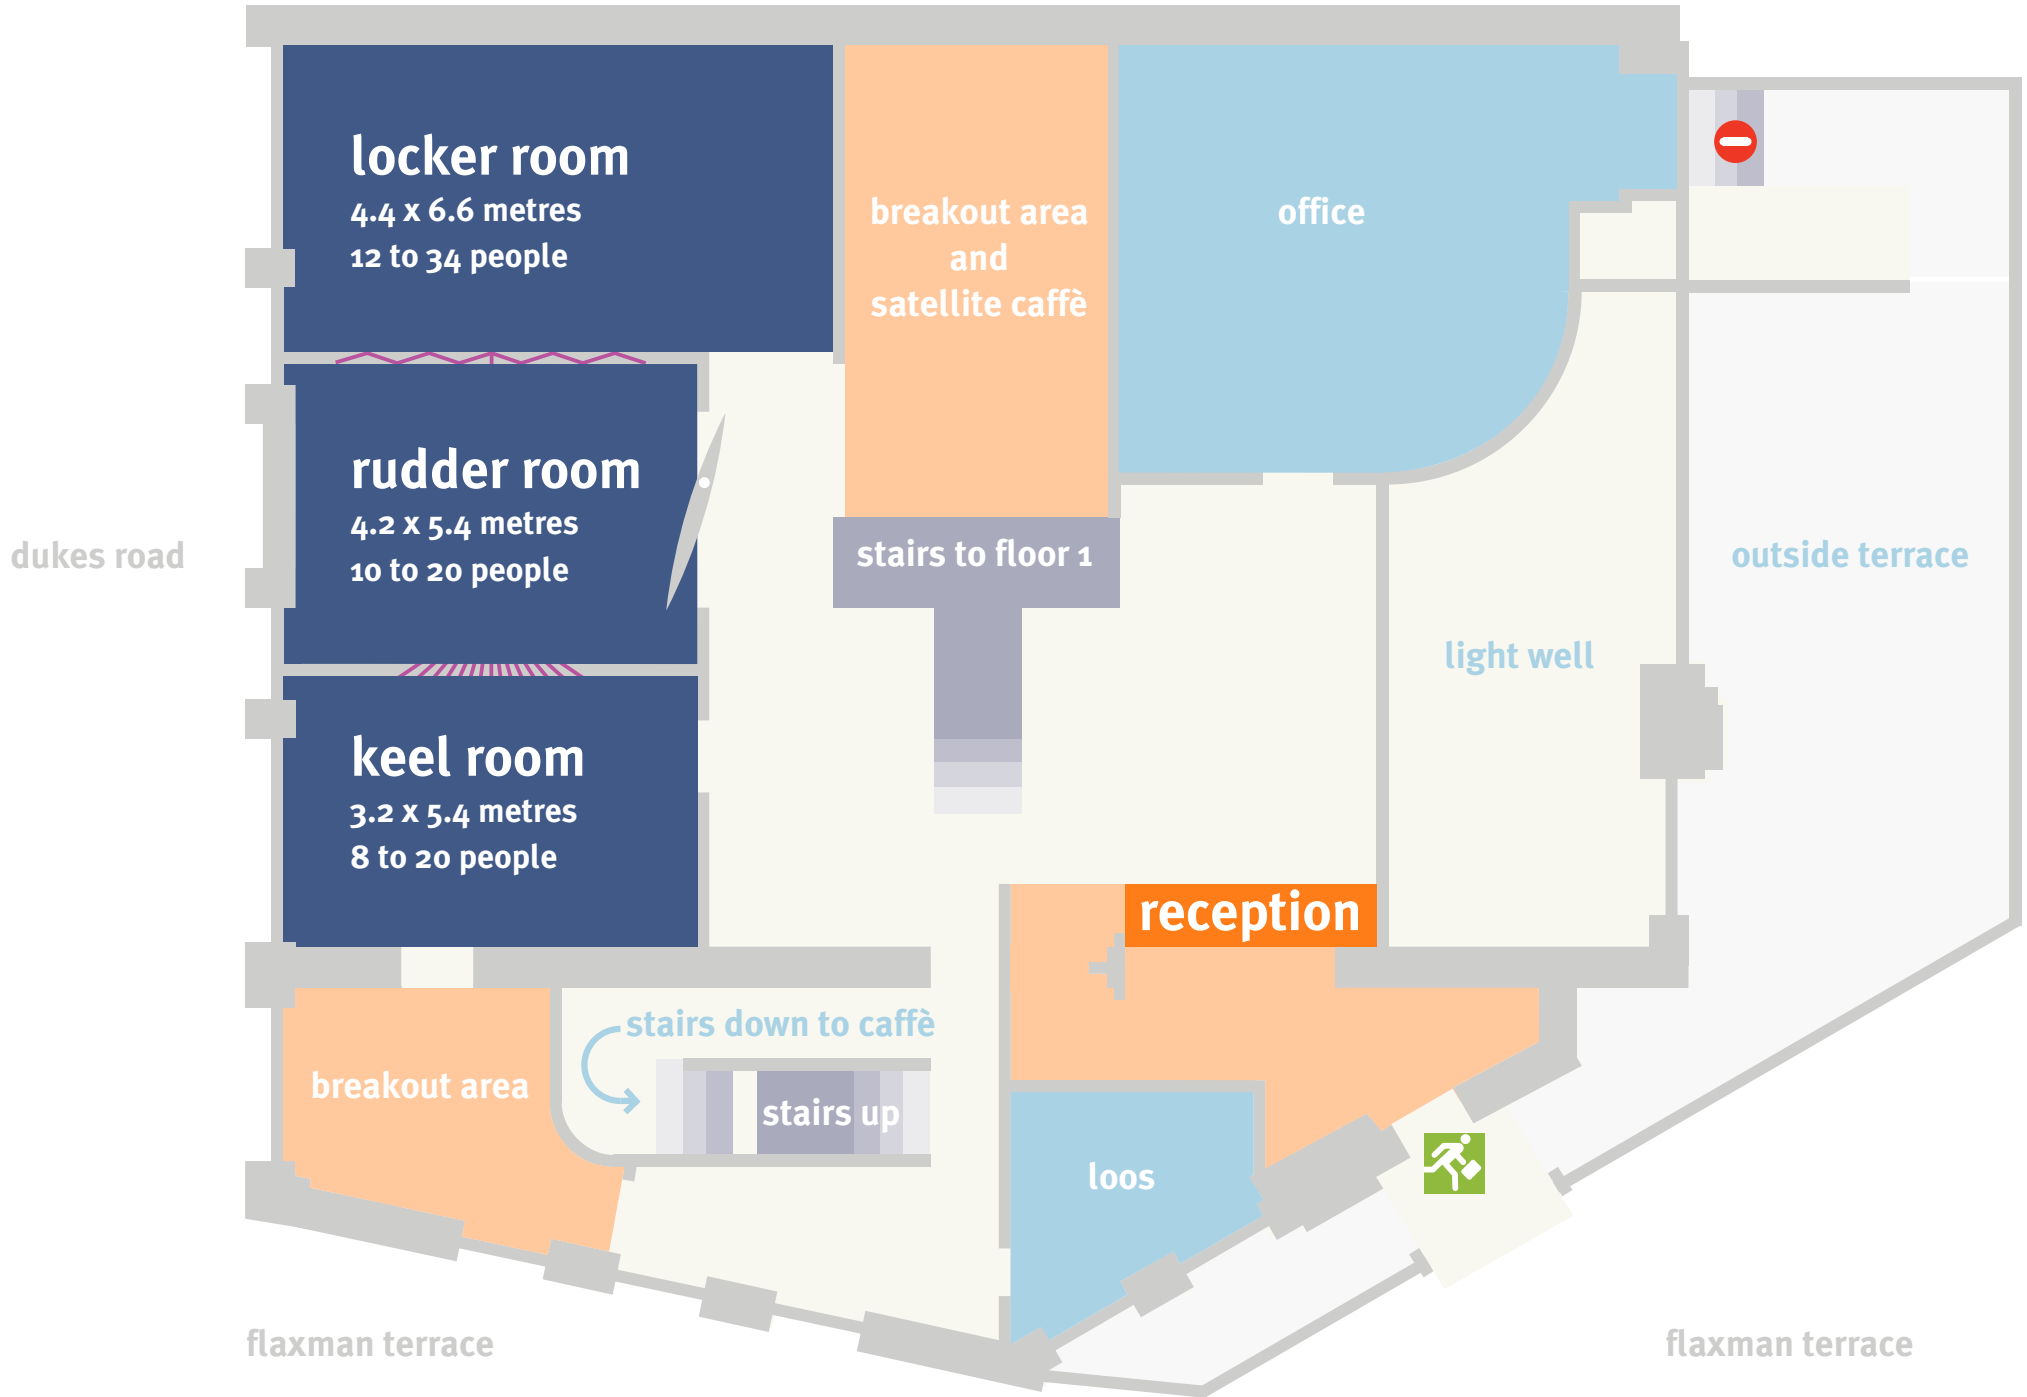 locker room
4.4 x 6.6 metres
12 to 34 people
breakout area
and
satellite caffè
office
rudder room
4.2 x 5.4 metres
10 to 20 people
dukes road
stairs to floor 1
outside terrace
light well
keel room
3.2 x 5.4 metres
8 to 20 people
reception
stairs down to caffè
breakout area
stairs up
loos
flaxman terrace
flaxman terrace